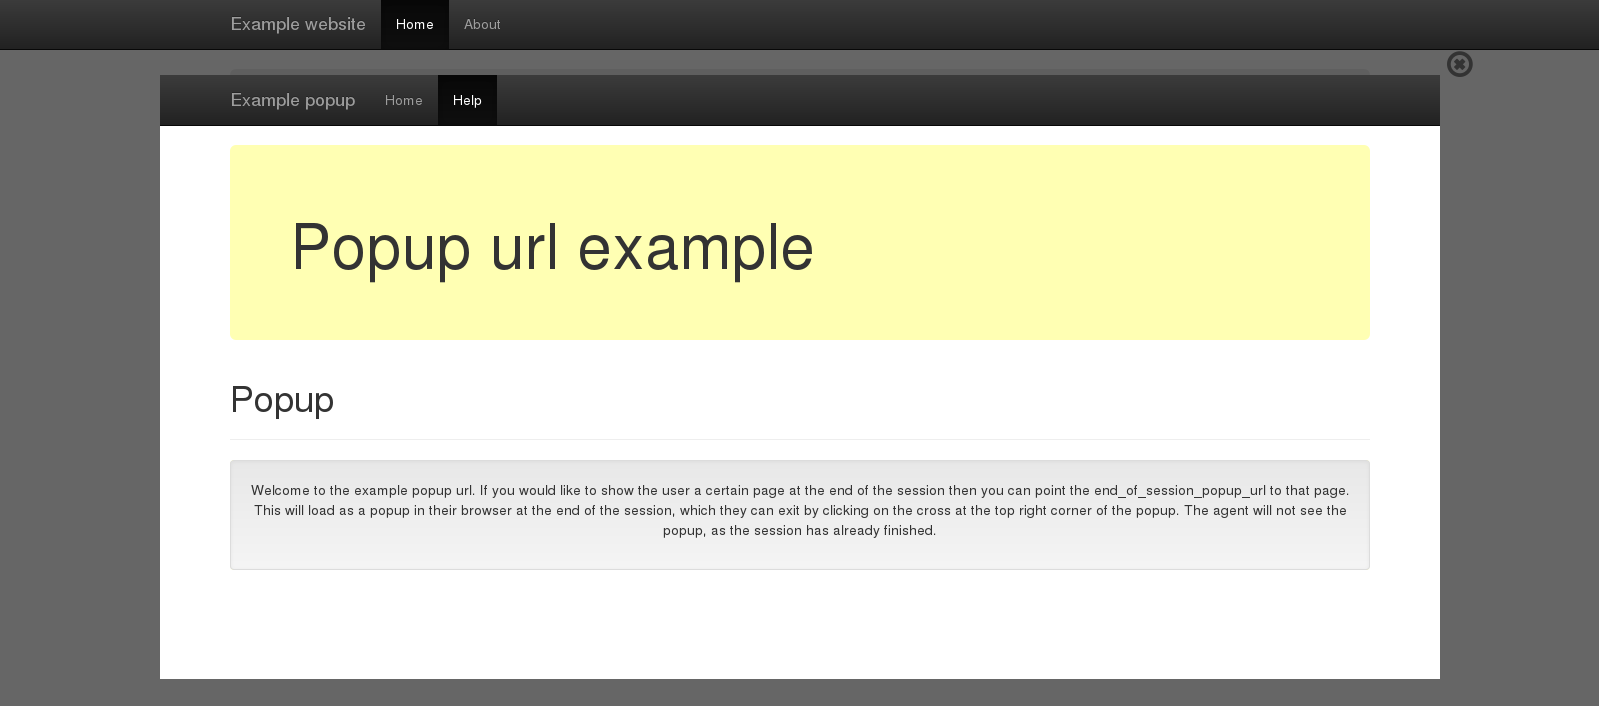 Example website Home About
Example popup Home Help
Popup url example
Popup
Welcome to the example popup url. If you would like to show the user a certain page at the end of the session then you can point the end_of_session_popup_url to that page.
This will load as a popup in their browser at the end of the session, which they can exit by clicking on the cross at the top right corner of the popup. The agent will not see the
popup, as the session has already finished.